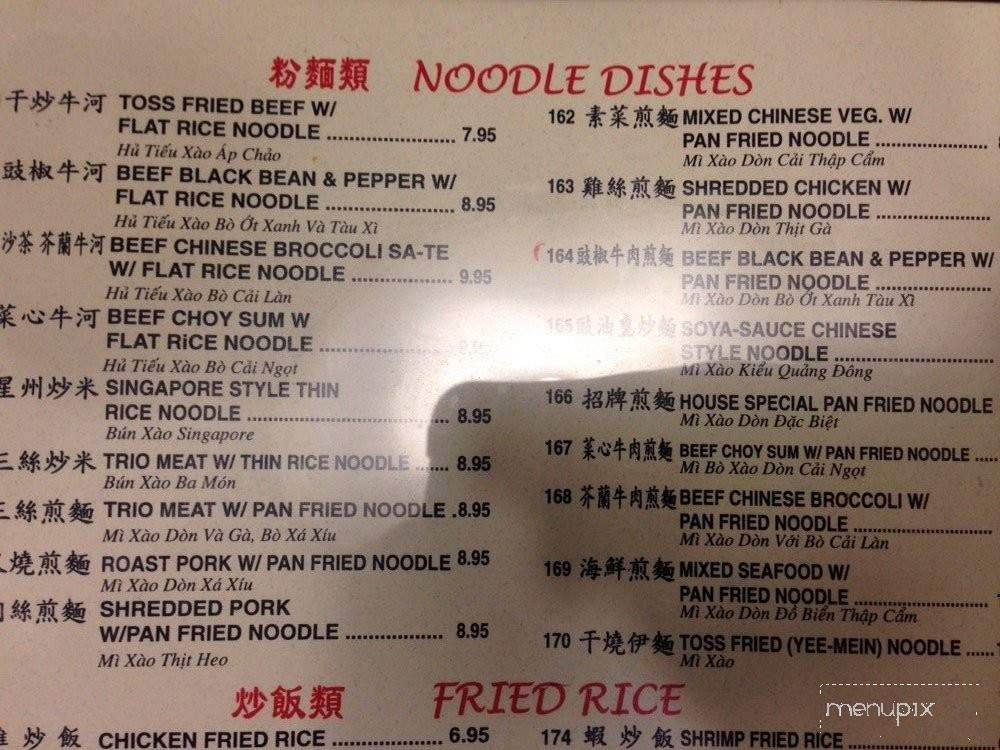 粉麵類 NOODLE DISHES
干炒牛河 TOSS FRIED BEEF W/
FLAT RICE NOODLE .............................. 7.95
Hủ Tiếu Xào Áp Chảo
豉椒牛河 BEEF BLACK BEAN & PEPPER W/
FLAT RICE NOODLE .............................. 8.95
Hủ Tiếu Xào Bò Ớt Xanh Và Tàu Xì
沙茶芥蘭牛河 BEEF CHINESE BROCCOLI SA-TE
W/ FLAT RICE NOODLE ......................... 9.95
Hủ Tiếu Xào Bò Cải Làn
菜心牛河 BEEF CHOY SUM W
FLAT RiCE NOODLE ..............................
Hủ Tiếu Xào Bò Cải Ngọt
星州炒米 SINGAPORE STYLE THIN
RICE NOODLE ....................................... 8.95
Bún Xào Singapore
三絲炒米 TRIO MEAT W/ THIN RICE NOODLE ....... 8.95
Bún Xào Ba Món
三絲煎麵 TRIO MEAT W/ PAN FRIED NOODLE .8.95
Mì Xào Dòn Và Gà, Bò Xá Xíu
燒煎麵 ROAST PORK W/ PAN FRIED NOODLE 8.95
Mì Xào Dòn Xá Xíu
絲煎麵 SHREDDED PORK
W/PAN FRIED NOODLE ..................... 8.95
Mì Xào Thịt Heo
162 素菜煎麵 MIXED CHINESE VEG. W/
PAN FRIED NOODLE ........................
Mì Xào Dòn Cải Thập Cẩm
163 雞絲煎麵 SHREDDED CHICKEN W/
PAN FRIED NOODLE ........................
Mì Xào Dòn Thịt Gà
164 豉椒牛肉煎麵 BEEF BLACK BEAN & PEPPER W/
PAN FRIED NOODLE ........................
Mì Xào Dòn Bò Ớt Xanh Tàu Xì
165 豉油皇炒麵 SOYA-SAUCE CHINESE
STYLE NOODLE ................................
Mì Xào Kiểu Quảng Đông
166 招牌煎麵 HOUSE SPECIAL PAN FRIED NOODLE
Mì Xào Dòn Đặc Biệt
167 菜心牛肉煎麵 BEEF CHOY SUM W/ PAN FRIED NOODLE .....
Mì Bò Xào Dòn Cải Ngọt
168 芥蘭牛肉煎麵 BEEF CHINESE BROCCOLI W/
PAN FRIED NOODLE ............................
Mì Xào Dòn Với Bò Cải Làn
169 海鮮煎麵 MIXED SEAFOOD W/
PAN FRIED NOODLE ............................
Mì Xào Dòn Đồ Biển Thập Cẩm
170 干燒伊麵 TOSS FRIED (YEE-MEIN) NOODLE ......
Mì Xào
炒飯類 FRIED RICE
炒飯 CHICKEN FRIED RICE ..................... 6.95
174 蝦炒飯 SHRIMP FRIED RICE
menupix